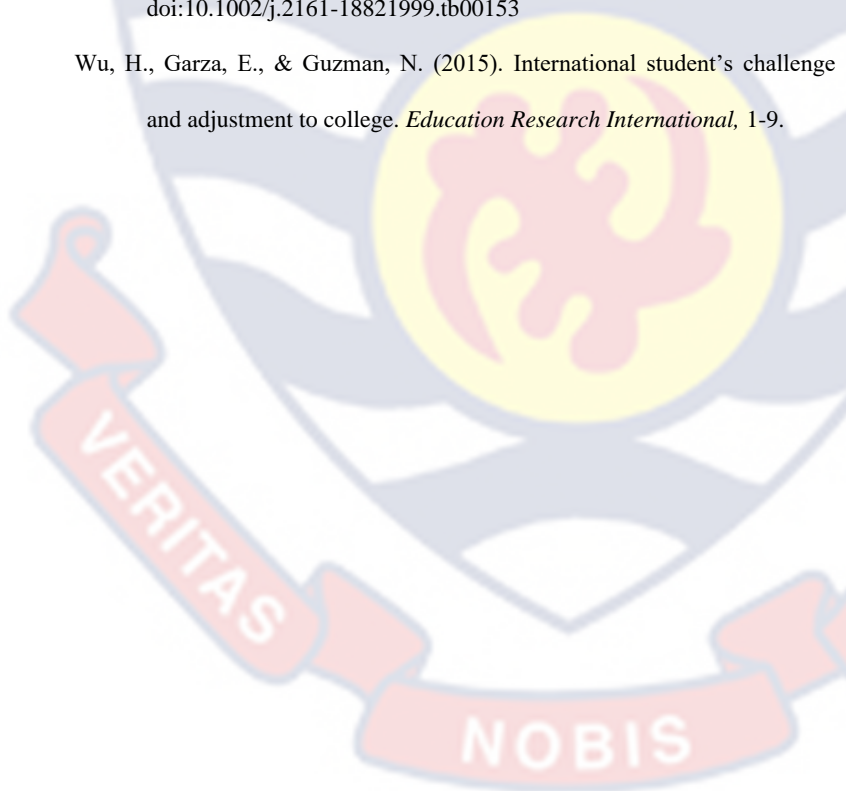 doi:10.1002/j.2161-18821999.tb00153
Wu, H., Garza, E., & Guzman, N. (2015). International student’s challenge
and adjustment to college. Education Research International, 1-9.
VERITAS
NOBIS